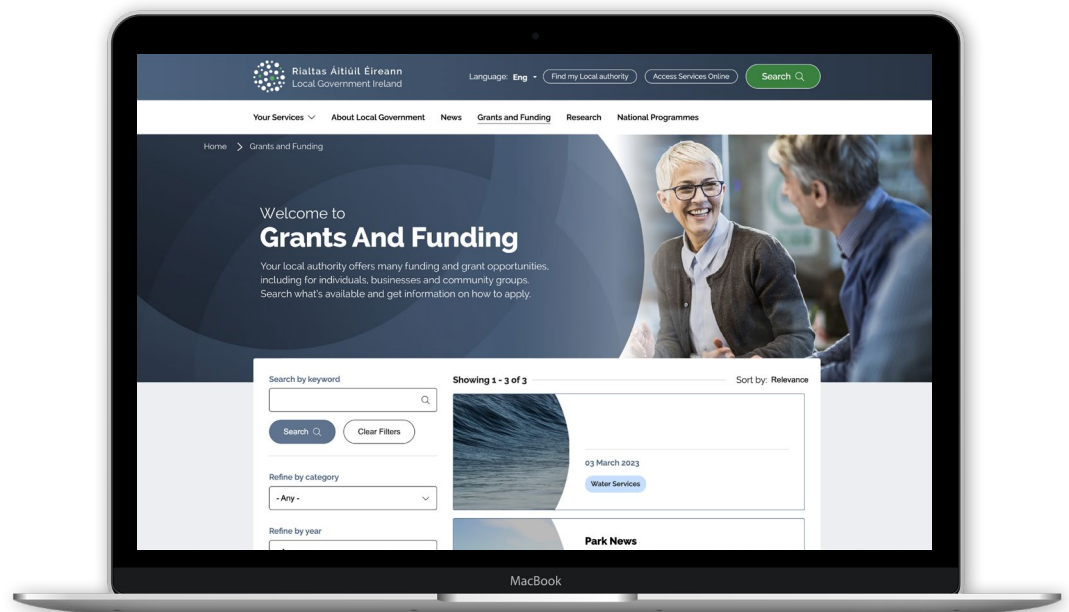 Rialtas Áitiúil Éireann
Local Government Ireland
Language: Eng
Find my Local authority
Access Services Online
Search
Your Services
About Local Government
News
Grants and Funding
Research
National Programmes
Home
Grants and Funding
Welcome to
Grants And Funding
Your local authority offers many funding and grant opportunities,
including for individuals, businesses and community groups.
Search what's available and get information on how to apply.
Search by keyword
Search
Clear Filters
Refine by category
- Any -
Refine by year
Showing 1 - 3 of 3
Sort by: Relevance
03 March 2023
Water Services
Park News
MacBook